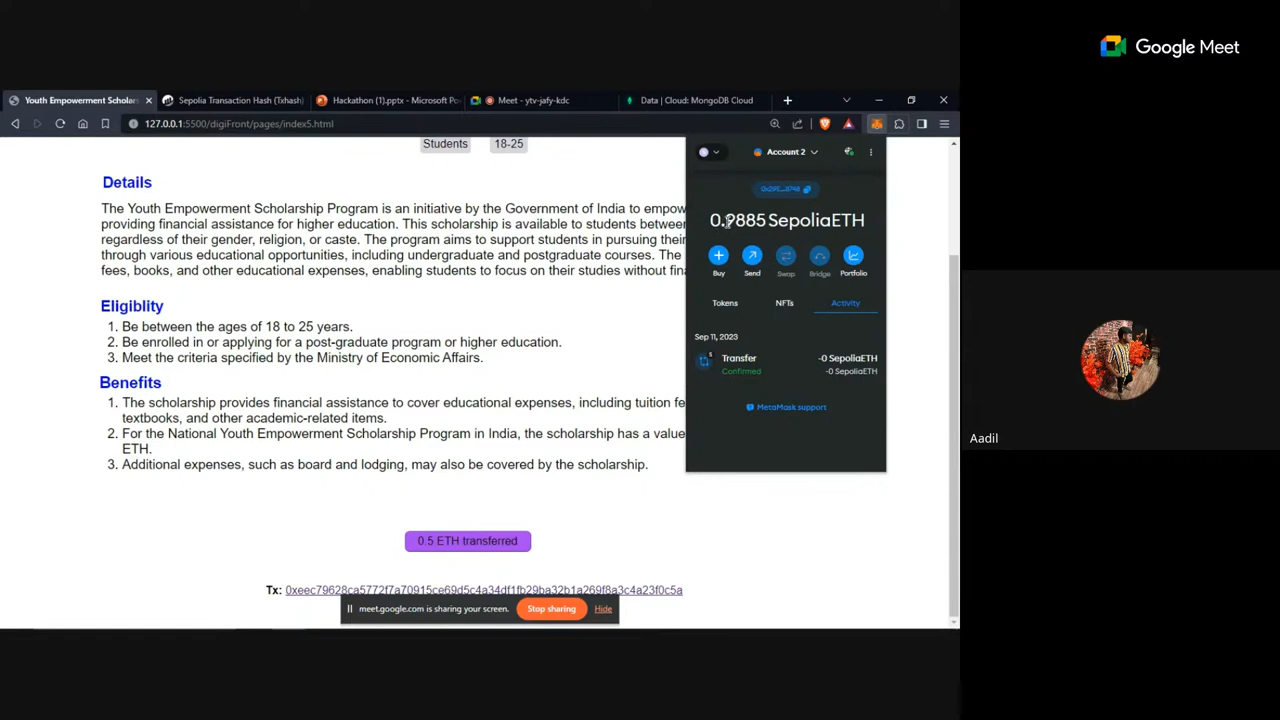 Google Meet
Youth Empowerment Scholars
Sepolia Transaction Hash (Txhash)
Hackathon (1).pptx - Microsoft Po
Meet - ytv-jafy-kdc
Data | Cloud: MongoDB Cloud
127.0.0.1:5500/digiFront/pages/index5.html
Students 18-25
Details
The Youth Empowerment Scholarship Program is an initiative by the Government of India to empow
providing financial assistance for higher education. This scholarship is available to students between
regardless of their gender, religion, or caste. The program aims to support students in pursuing their
through various educational opportunities, including undergraduate and postgraduate courses. The
fees, books, and other educational expenses, enabling students to focus on their studies without fina
Eligiblity
1. Be between the ages of 18 to 25 years.
2. Be enrolled in or applying for a post-graduate program or higher education.
3. Meet the criteria specified by the Ministry of Economic Affairs.
Benefits
1. The scholarship provides financial assistance to cover educational expenses, including tuition fe
textbooks, and other academic-related items.
2. For the National Youth Empowerment Scholarship Program in India, the scholarship has a value
ETH.
3. Additional expenses, such as board and lodging, may also be covered by the scholarship.
0.5 ETH transferred
Tx: 0xeec79628ca5772f7a70915ce69d5c4a34df1fb29ba32b1a269f8a3c4a23f0c5a
meet.google.com is sharing your screen.
Stop sharing
Hide
Account 2
0.9885 SepoliaETH
Buy Send Swap Bridge Portfolio
Tokens NFTs Activity
Sep 11, 2023
Transfer -0 SepoliaETH
Confirmed -0 SepoliaETH
MetaMask support
Aadil